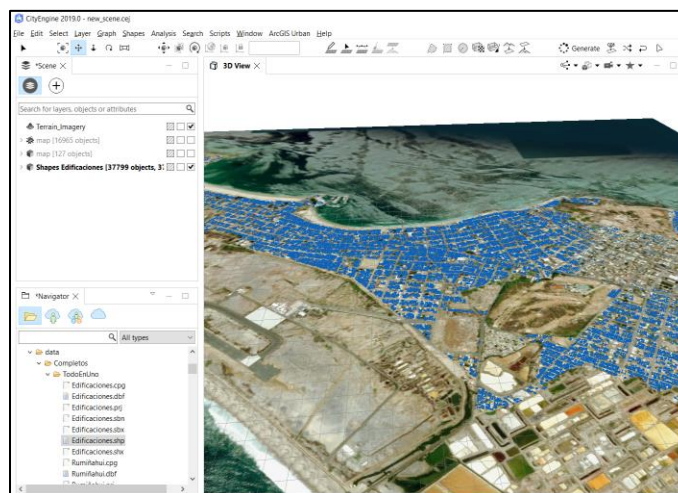 CityEngine 2019.0 - new_scene.cej
File Edit Select Layer Graph Shapes Analysis Search Scripts Window ArcGIS Urban Help
Generate
*Scene
3D View
Search for layers, objects or attributes
Terrain_Imagery
map [16965 objects]
map [127 objects]
Shapes Edificaciones [37799 objects, 37
*Navigator
All types
data
Completos
TodoEnUno
Edificaciones.cpg
Edificaciones.dbf
Edificaciones.prj
Edificaciones.sbn
Edificaciones.sbx
Edificaciones.shp
Edificaciones.shx
Rumiñahui.cpg
Rumiñahui.dbf